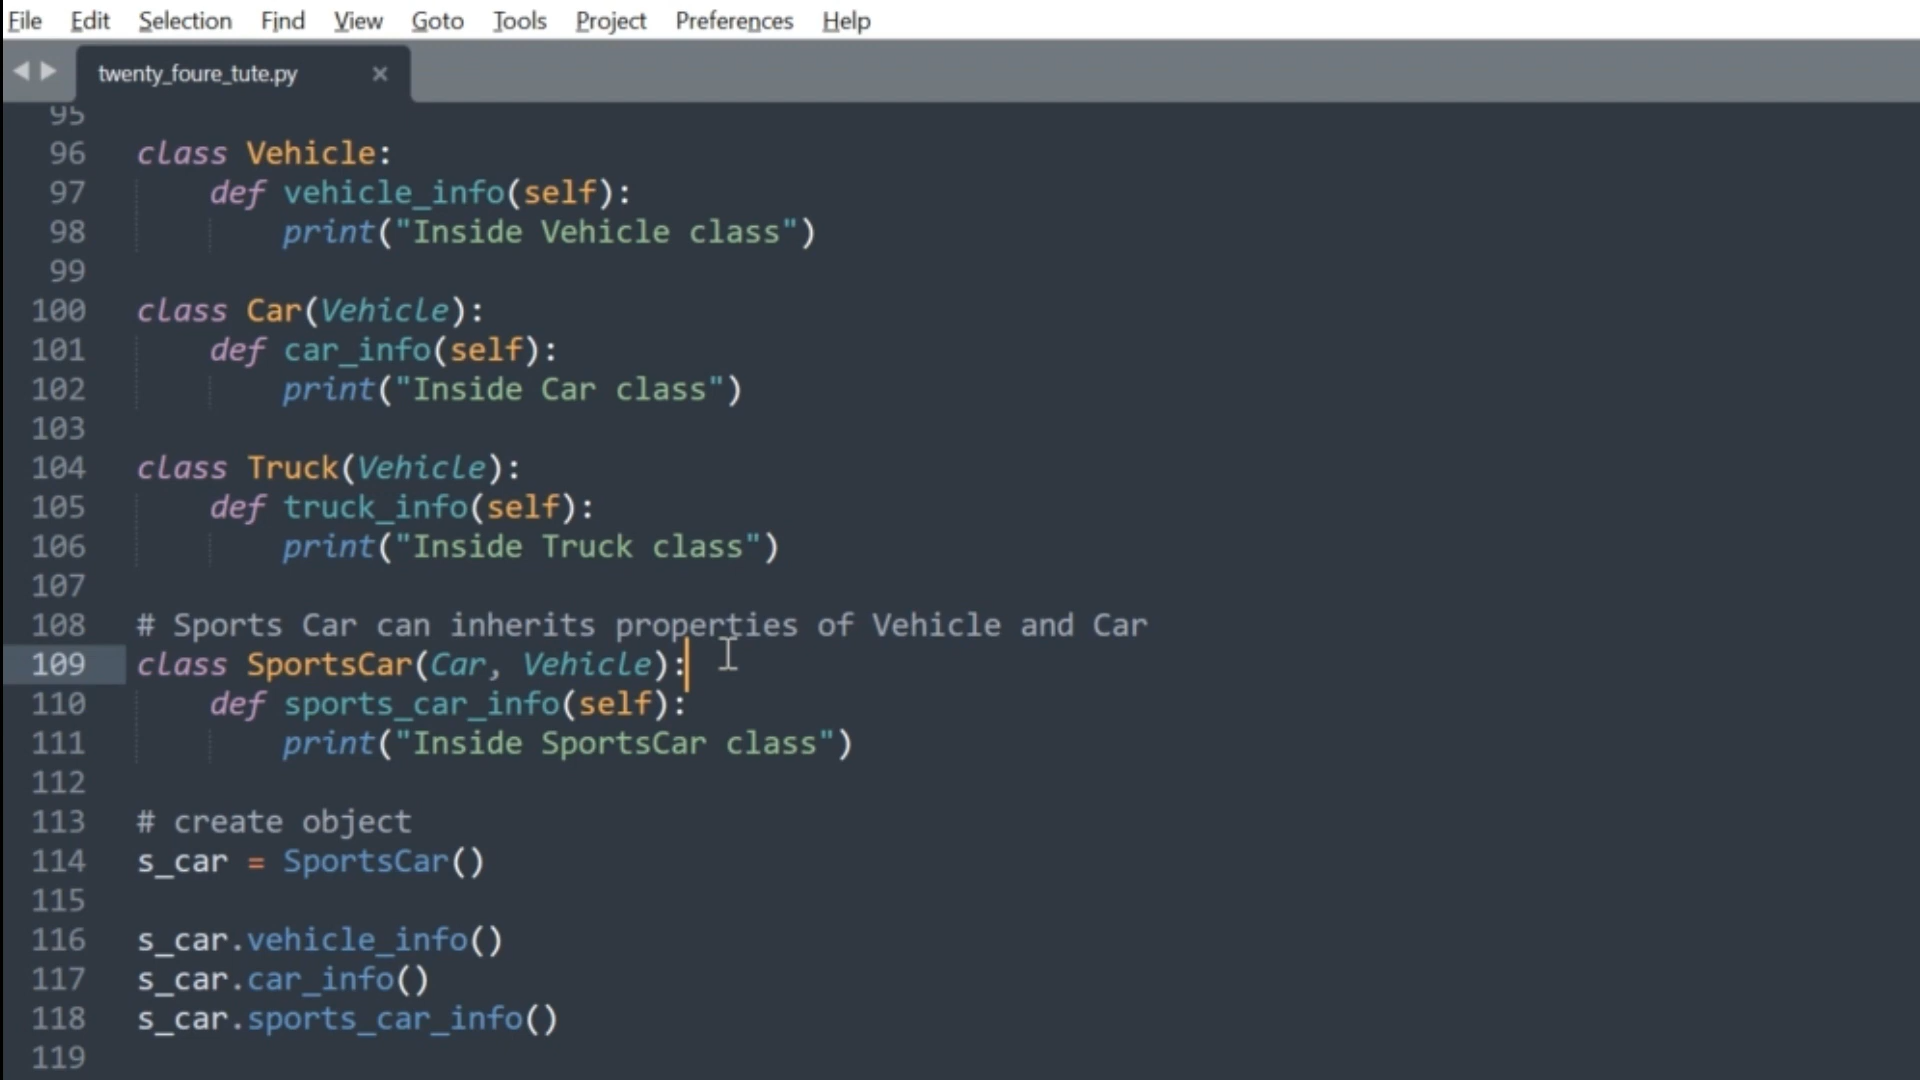 File Edit Selection Find View Goto Tools Project Preferences Help
twenty_foure_tute.py ×
95
96 class Vehicle:
97     def vehicle_info(self):
98         print("Inside Vehicle class")
99
100 class Car(Vehicle):
101     def car_info(self):
102         print("Inside Car class")
103
104 class Truck(Vehicle):
105     def truck_info(self):
106         print("Inside Truck class")
107
108 # Sports Car can inherits properties of Vehicle and Car
109 class SportsCar(Car, Vehicle):
110     def sports_car_info(self):
111         print("Inside SportsCar class")
112
113 # create object
114 s_car = SportsCar()
115
116 s_car.vehicle_info()
117 s_car.car_info()
118 s_car.sports_car_info()
119